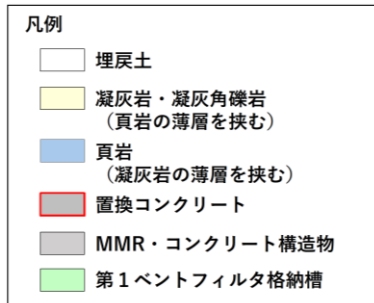 凡例
埋戻土
凝灰岩・凝灰角礫岩
（頁岩の薄層を挟む）
頁岩
（凝灰岩の薄層を挟む）
置換コンクリート
MMR・コンクリート構造物
第１ベントフィルタ格納槽